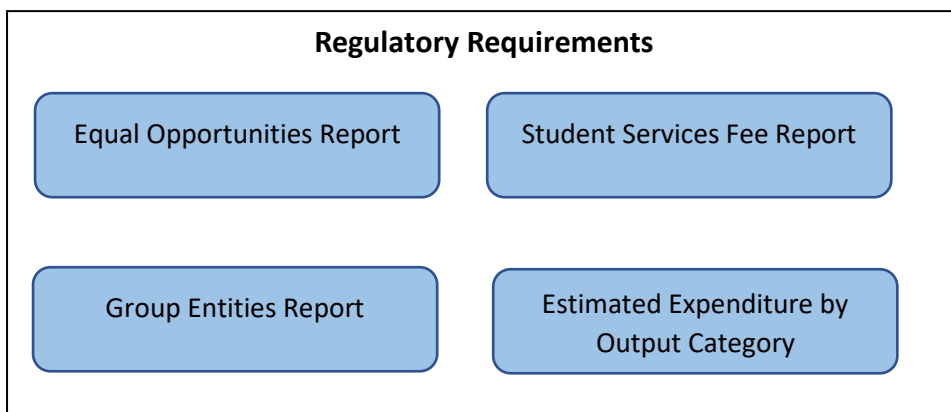 Regulatory Requirements
Equal Opportunities Report
Student Services Fee Report
Group Entities Report
Estimated Expenditure by
Output Category